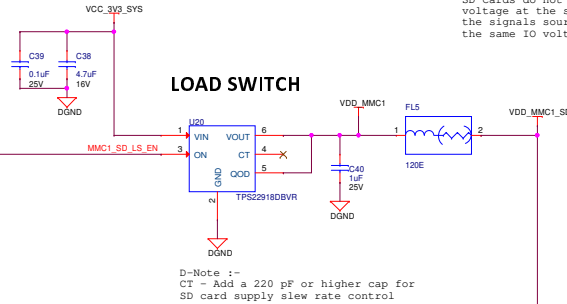 SD cards do not
voltage at the s
the signals sour
the same IO volt
VCC_3V3_SYS
C39
0.1uF
25V
C38
4.7uF
16V
DGND
LOAD SWITCH
U20
1
VIN
VOUT
6
MMC1_SD_LS_EN
3
ON
CT
4
QOD
5
GND
2
TPS22918DBVR
DGND
VDD_MMC1
C40
1uF
25V
DGND
FL5
1
2
120E
VDD_MMC1_SD
D-Note :-
CT - Add a 220 pF or higher cap for
SD card supply slew rate control